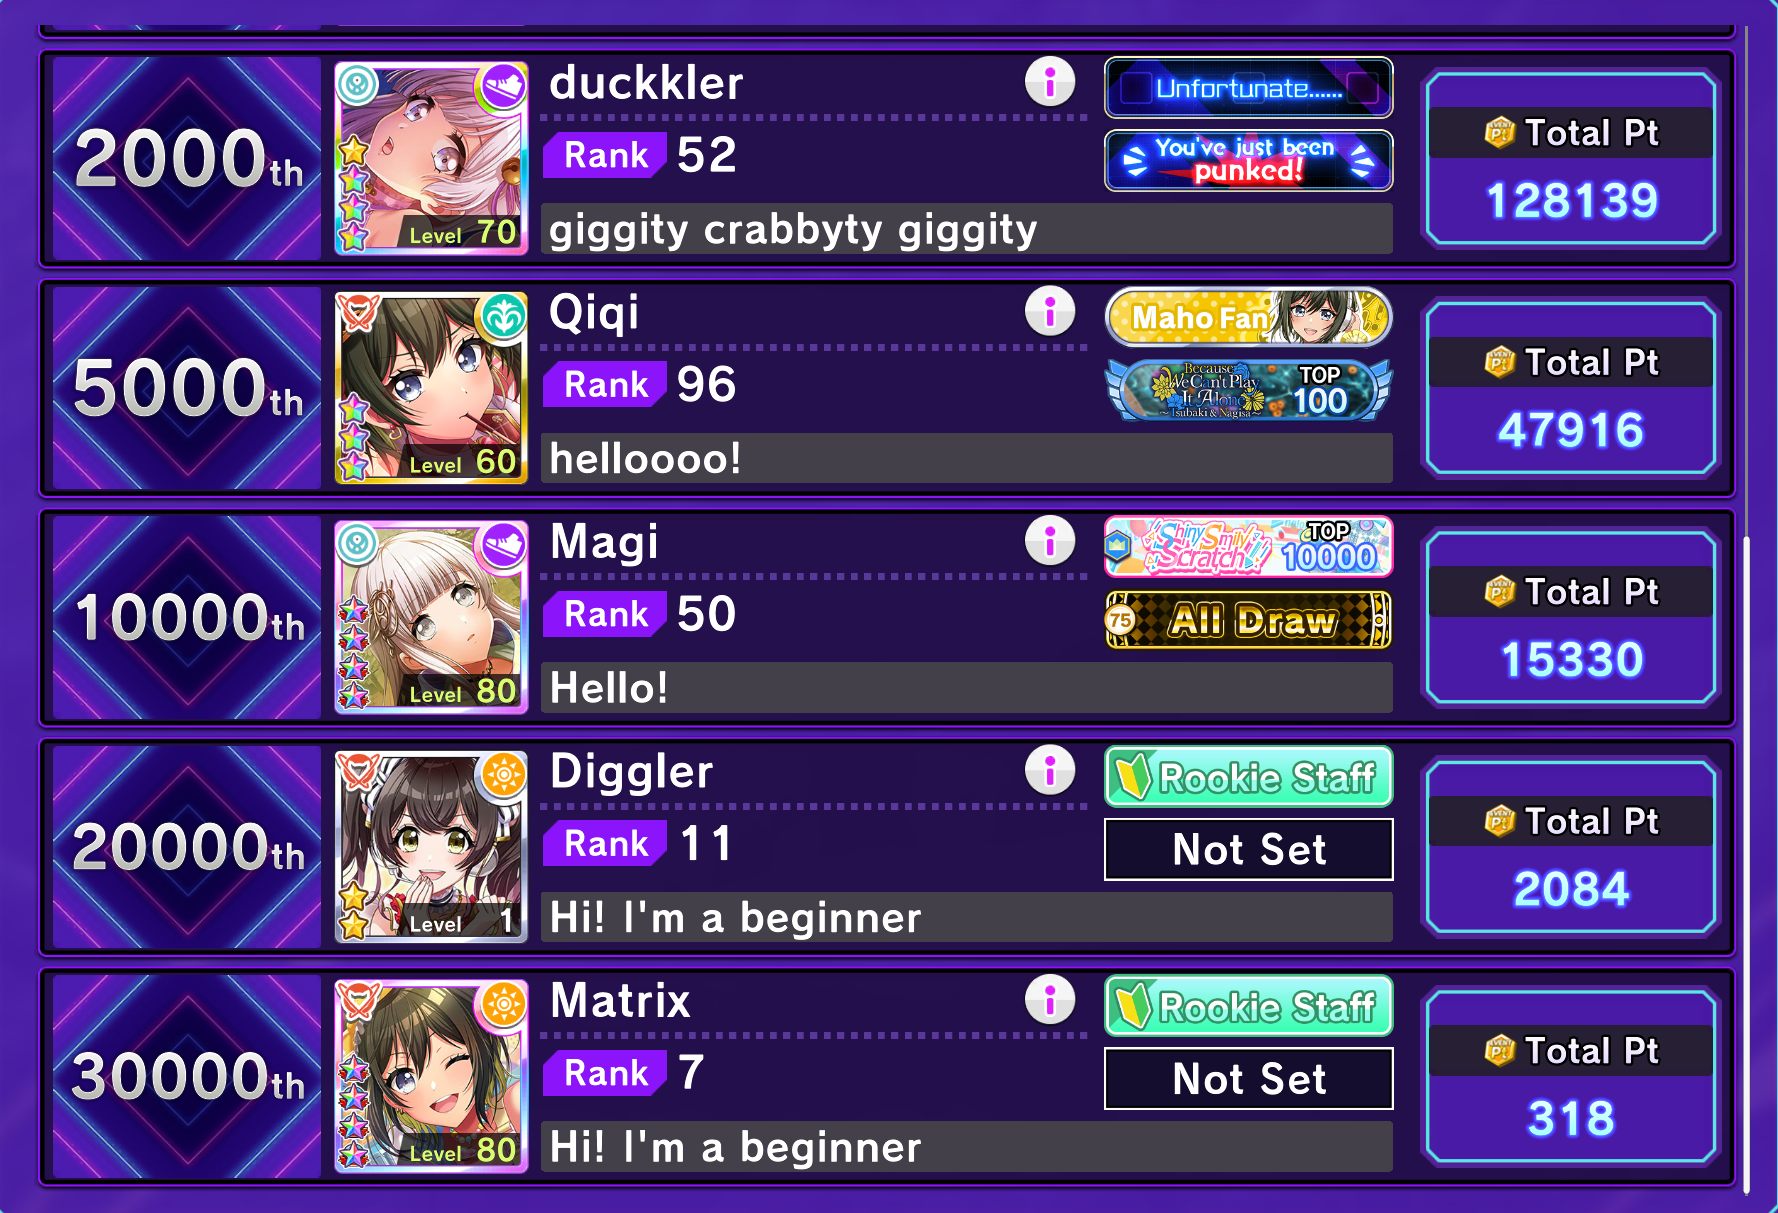 2000th
duckkler
Rank 52
giggity crabbyty giggity
Level 70
Unfortunate......
You've just been
punked!
Total Pt
128139
5000th
Qiqi
Rank 96
helloooo!
Level 60
Maho Fan
Because
We Can't Play
It Alone
~Tsubaki & Nagisa~
TOP
100
Total Pt
47916
10000th
Magi
Rank 50
Hello!
Level 80
Shiny Smily
Scratch
TOP
10000
75
All Draw
Total Pt
15330
20000th
Diggler
Rank 11
Hi! I'm a beginner
Level 1
Rookie Staff
Not Set
Total Pt
2084
30000th
Matrix
Rank 7
Hi! I'm a beginner
Level 80
Rookie Staff
Not Set
Total Pt
318